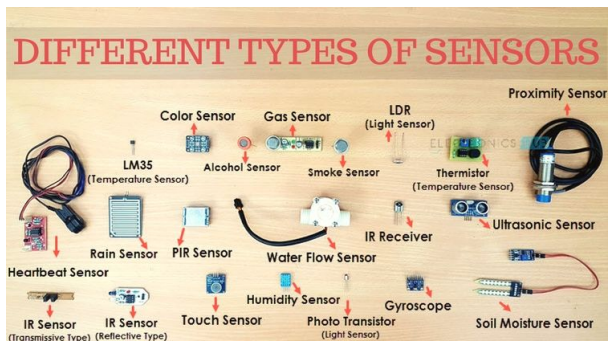 DIFFERENT TYPES OF SENSORS
Proximity Sensor
Color Sensor
Gas Sensor
LDR
(Light Sensor)
ELECTRONICS HUB
LM35
(Temperature Sensor)
Alcohol Sensor
Smoke Sensor
Thermistor
(Temperature Sensor)
Heartbeat Sensor
Rain Sensor
PIR Sensor
Water Flow Sensor
IR Receiver
Ultrasonic Sensor
IR Sensor
(Transmissive Type)
IR Sensor
(Reflective Type)
Touch Sensor
Humidity Sensor
Photo Transistor
(Light Sensor)
Gyroscope
Soil Moisture Sensor